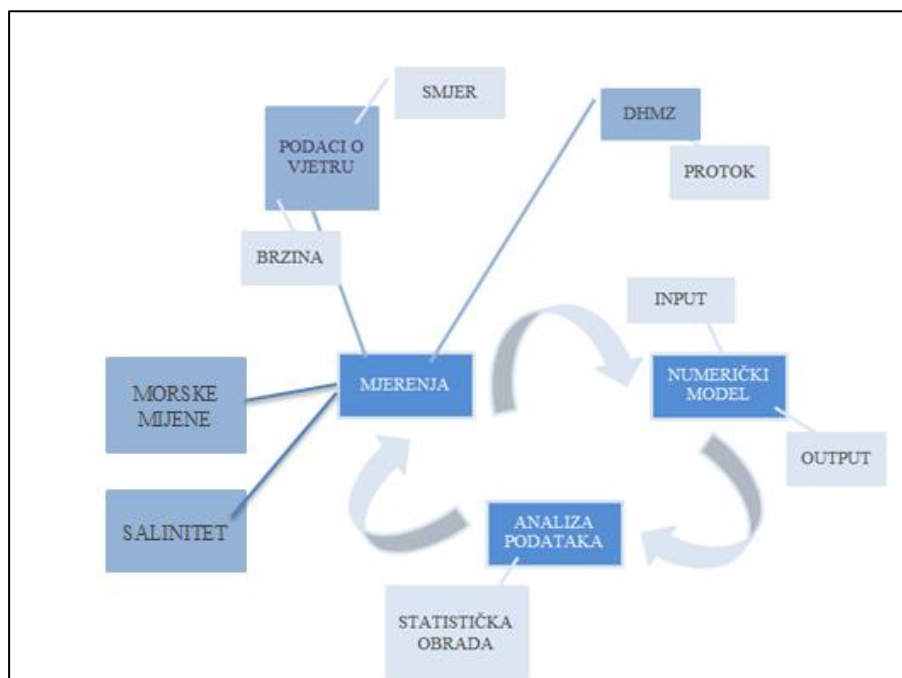 SMJER
DHMZ
PODACI O
VJETRU
PROTOK
BRZINA
INPUT
MJERENJA
NUMERIČKI
MODEL
MORSKE
MIJENE
OUTPUT
SALINITET
ANALIZA
PODATAKA
STATISTIČKA
OBRADA